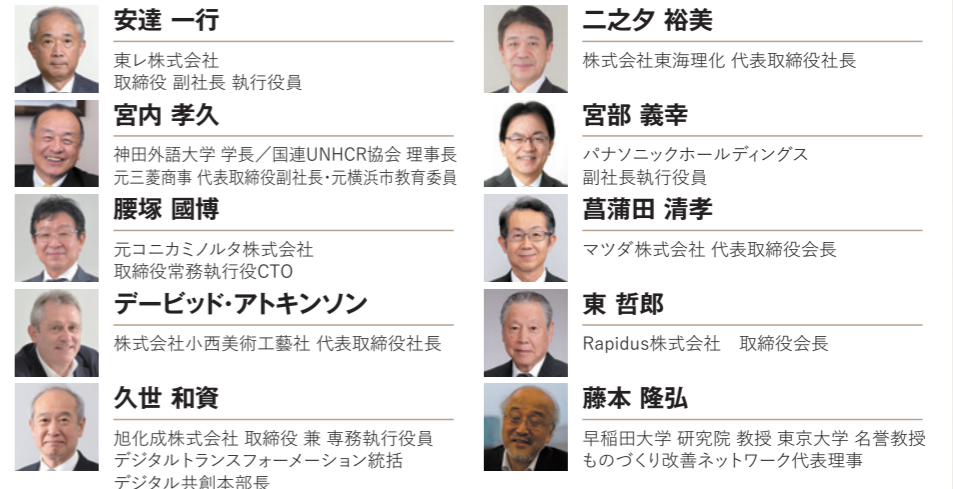 安達 一行
東レ株式会社
取締役 副社長 執行役員
二之夕 裕美
株式会社東海理化 代表取締役社長
宮内 孝久
神田外語大学 学長／国連UNHCR協会 理事長
元三菱商事 代表取締役副社長・元横浜市教育委員
宮部 義幸
パナソニックホールディングス
副社長執行役員
腰塚 國博
元コニカミノルタ株式会社
取締役常務執行役CTO
菖蒲田 清孝
マツダ株式会社 代表取締役会長
デービッド・アトキンソン
株式会社小西美術工藝社 代表取締役社長
東 哲郎
Rapidus株式会社　取締役会長
久世 和資
旭化成株式会社 取締役 兼 専務執行役員
デジタルトランスフォーメーション統括
デジタル共創本部長
藤本 隆弘
早稲田大学 研究院 教授 東京大学 名誉教授
ものづくり改善ネットワーク代表理事